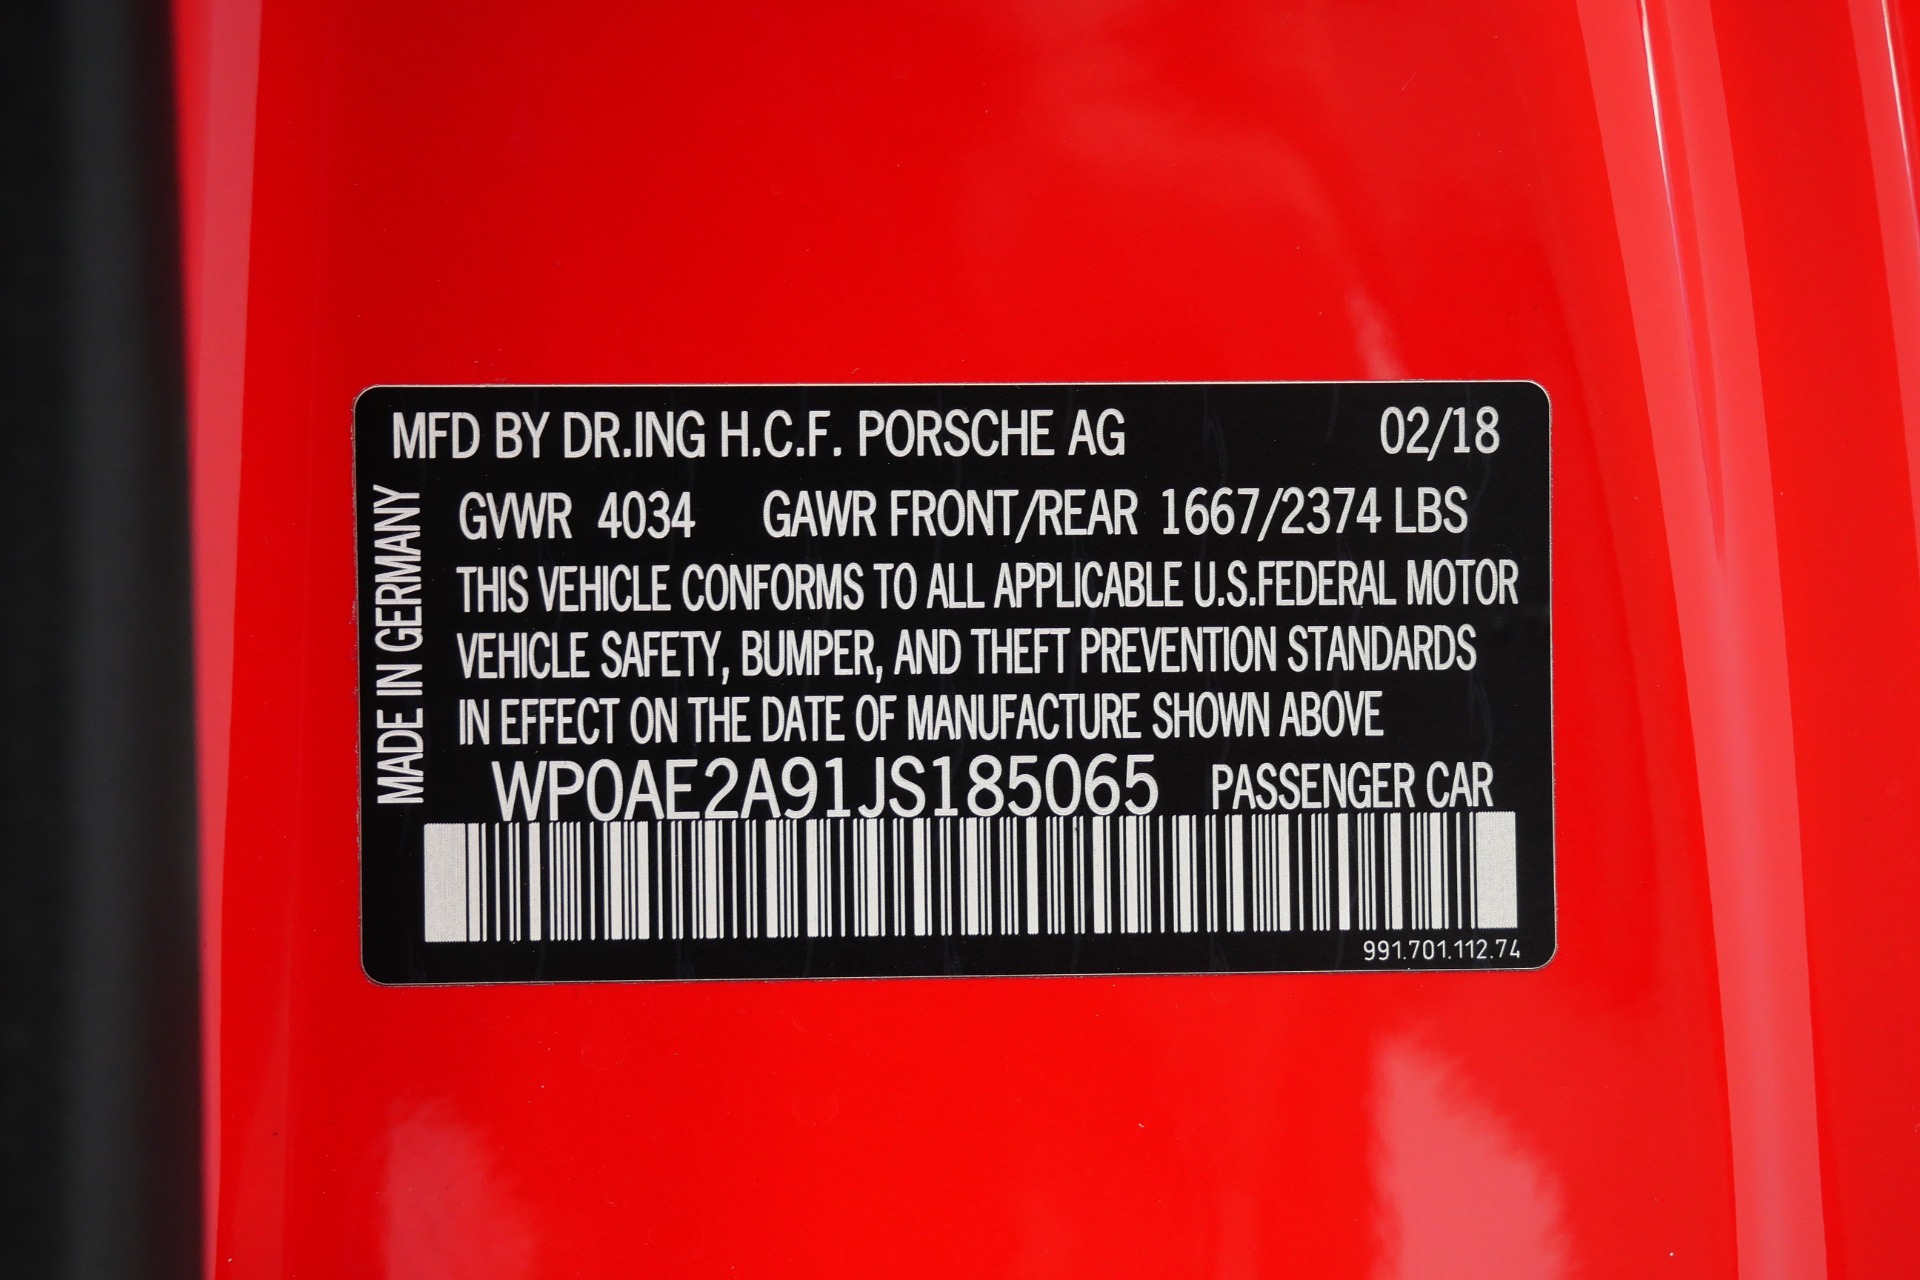 MFD BY DR.ING H.C.F. PORSCHE AG 02/18
MADE IN GERMANY
GVWR 4034 GAWR FRONT/REAR 1667/2374 LBS
THIS VEHICLE CONFORMS TO ALL APPLICABLE U.S.FEDERAL MOTOR
VEHICLE SAFETY, BUMPER, AND THEFT PREVENTION STANDARDS
IN EFFECT ON THE DATE OF MANUFACTURE SHOWN ABOVE
WP0AE2A91JS185065 PASSENGER CAR
991.701.112.74